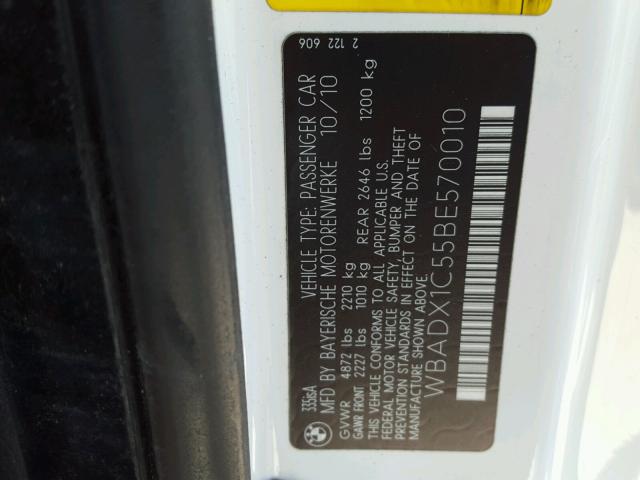 335isA VEHICLE TYPE: PASSENGER CAR 2 122 606
MFD BY BAYERISCHE MOTORENWERKE 10/10
GVWR 4872 lbs 2210 kg
GAWR FRONT 2227 lbs 1010 kg REAR 2646 lbs 1200 kg
THIS VEHICLE CONFORMS TO ALL APPLICABLE U.S.
FEDERAL MOTOR VEHICLE SAFETY, BUMPER AND THEFT
PREVENTION STANDARDS IN EFFECT ON THE DATE OF
MANUFACTURE SHOWN ABOVE.
WBADX1C55BE570010